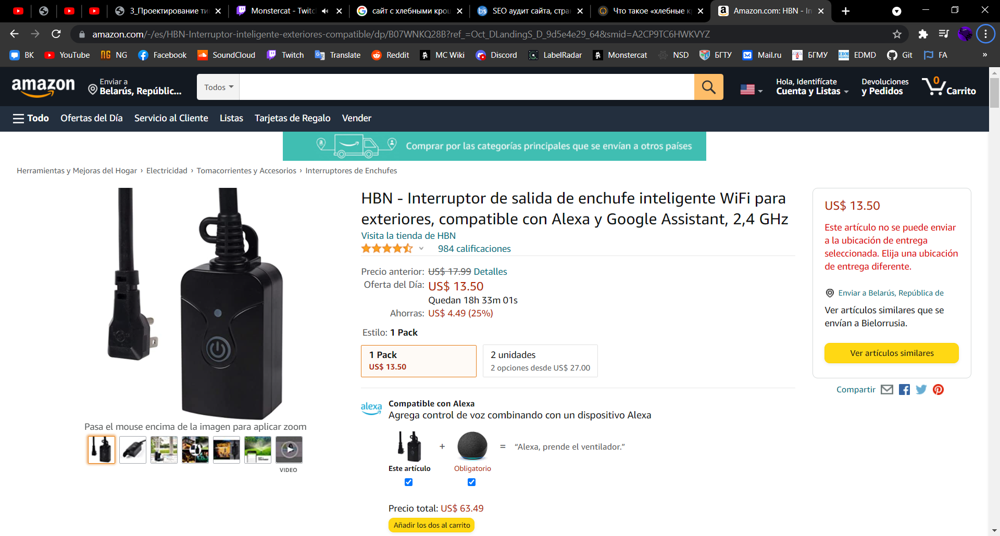 3_Проектирование ти
Monstercat - Twitc
сайт с хлебными кро
SEO аудит сайта, стра
Что такое «хлебные к
Amazon.com: HBN - In
amazon.com/-/es/HBN-Interruptor-inteligente-exteriores-compatible/dp/B07WNKQ28B?ref_=Oct_DLandingS_D_9d5e4e29_64&smid=A2CP9TC6HWKVYZ
ВК YouTube NG Facebook SoundCloud Twitch Translate Reddit MC Wiki Discord LabelRadar Monstercat NSD БГТУ Mail.ru БГМУ EDMD Git FA »
amazon
Enviar a
Belarús, Repúblic...
Todos
Hola, Identifícate
Cuenta y Listas
Devoluciones
y Pedidos
0
Carrito
Todo Ofertas del Día Servicio al Cliente Listas Tarjetas de Regalo Vender
Comprar por las categorías principales que se envían a otros países
Herramientas y Mejoras del Hogar › Electricidad › Tomacorrientes y Accesorios › Interruptores de Enchufes
HBN - Interruptor de salida de enchufe inteligente WiFi para
exteriores, compatible con Alexa y Google Assistant, 2,4 GHz
Visita la tienda de HBN
984 calificaciones
Precio anterior: US$ 17.99 Detalles
Oferta del Día: US$ 13.50
Quedan 18h 33m 01s
Ahorras: US$ 4.49 (25%)
Estilo: 1 Pack
1 Pack
US$ 13.50
2 unidades
2 opciones desde US$ 27.00
alexa
Compatible con Alexa
Agrega control de voz combinando con un dispositivo Alexa
+ = “Alexa, prende el ventilador.”
Este artículo
Obligatorio
Precio total: US$ 63.49
Añadir los dos al carrito
Pasa el mouse encima de la imagen para aplicar zoom
VIDEO
US$ 13.50
Este artículo no se puede enviar
a la ubicación de entrega
seleccionada. Elija una ubicación
de entrega diferente.
Enviar a Belarús, República de
Ver artículos similares que se
envían a Bielorrusia.
Ver artículos similares
Compartir